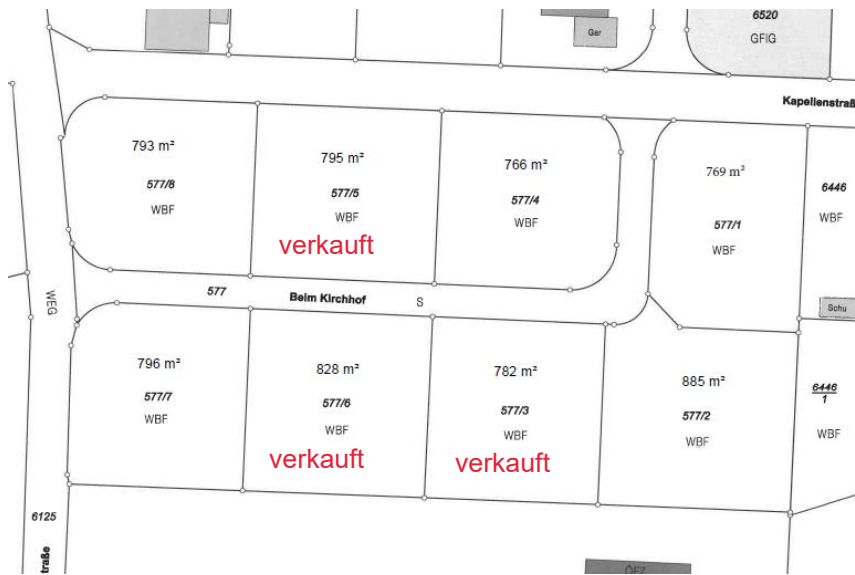 6520
GFIG
Gar
Kapellenstraß
793 m²
577/8
WBF
795 m²
577/5
WBF
verkauft
766 m²
577/4
WBF
769 m²
577/1
WBF
6446
WBF
WEG
577
Beim Kirchhof
S
Schu
796 m²
577/7
WBF
828 m²
577/6
WBF
verkauft
782 m²
577/3
WBF
verkauft
885 m²
577/2
WBF
6446
1
WBF
6125
traße